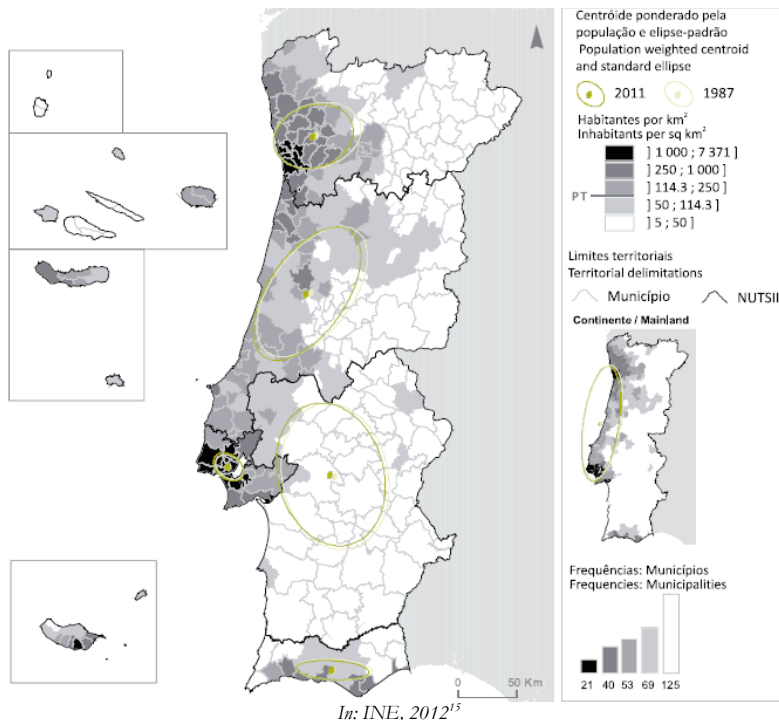 Centróide ponderado pela
população e elipse-padrão
Population weighted centroid
and standard ellipse
2011 1987
Habitantes por km²
Inhabitants per sq km²
] 1 000 ; 7 371 ]
] 250 ; 1 000 ]
] 114.3 ; 250 ]
PT
] 50 ; 114.3 ]
] 5 ; 50 ]
Limites territoriais
Territorial delimitations
Município NUTSII
Continente / Mainland
Frequências: Municípios
Frequencies: Municipalities
21 40 53 69 125
0 50 Km
In: INE, 2012¹⁵